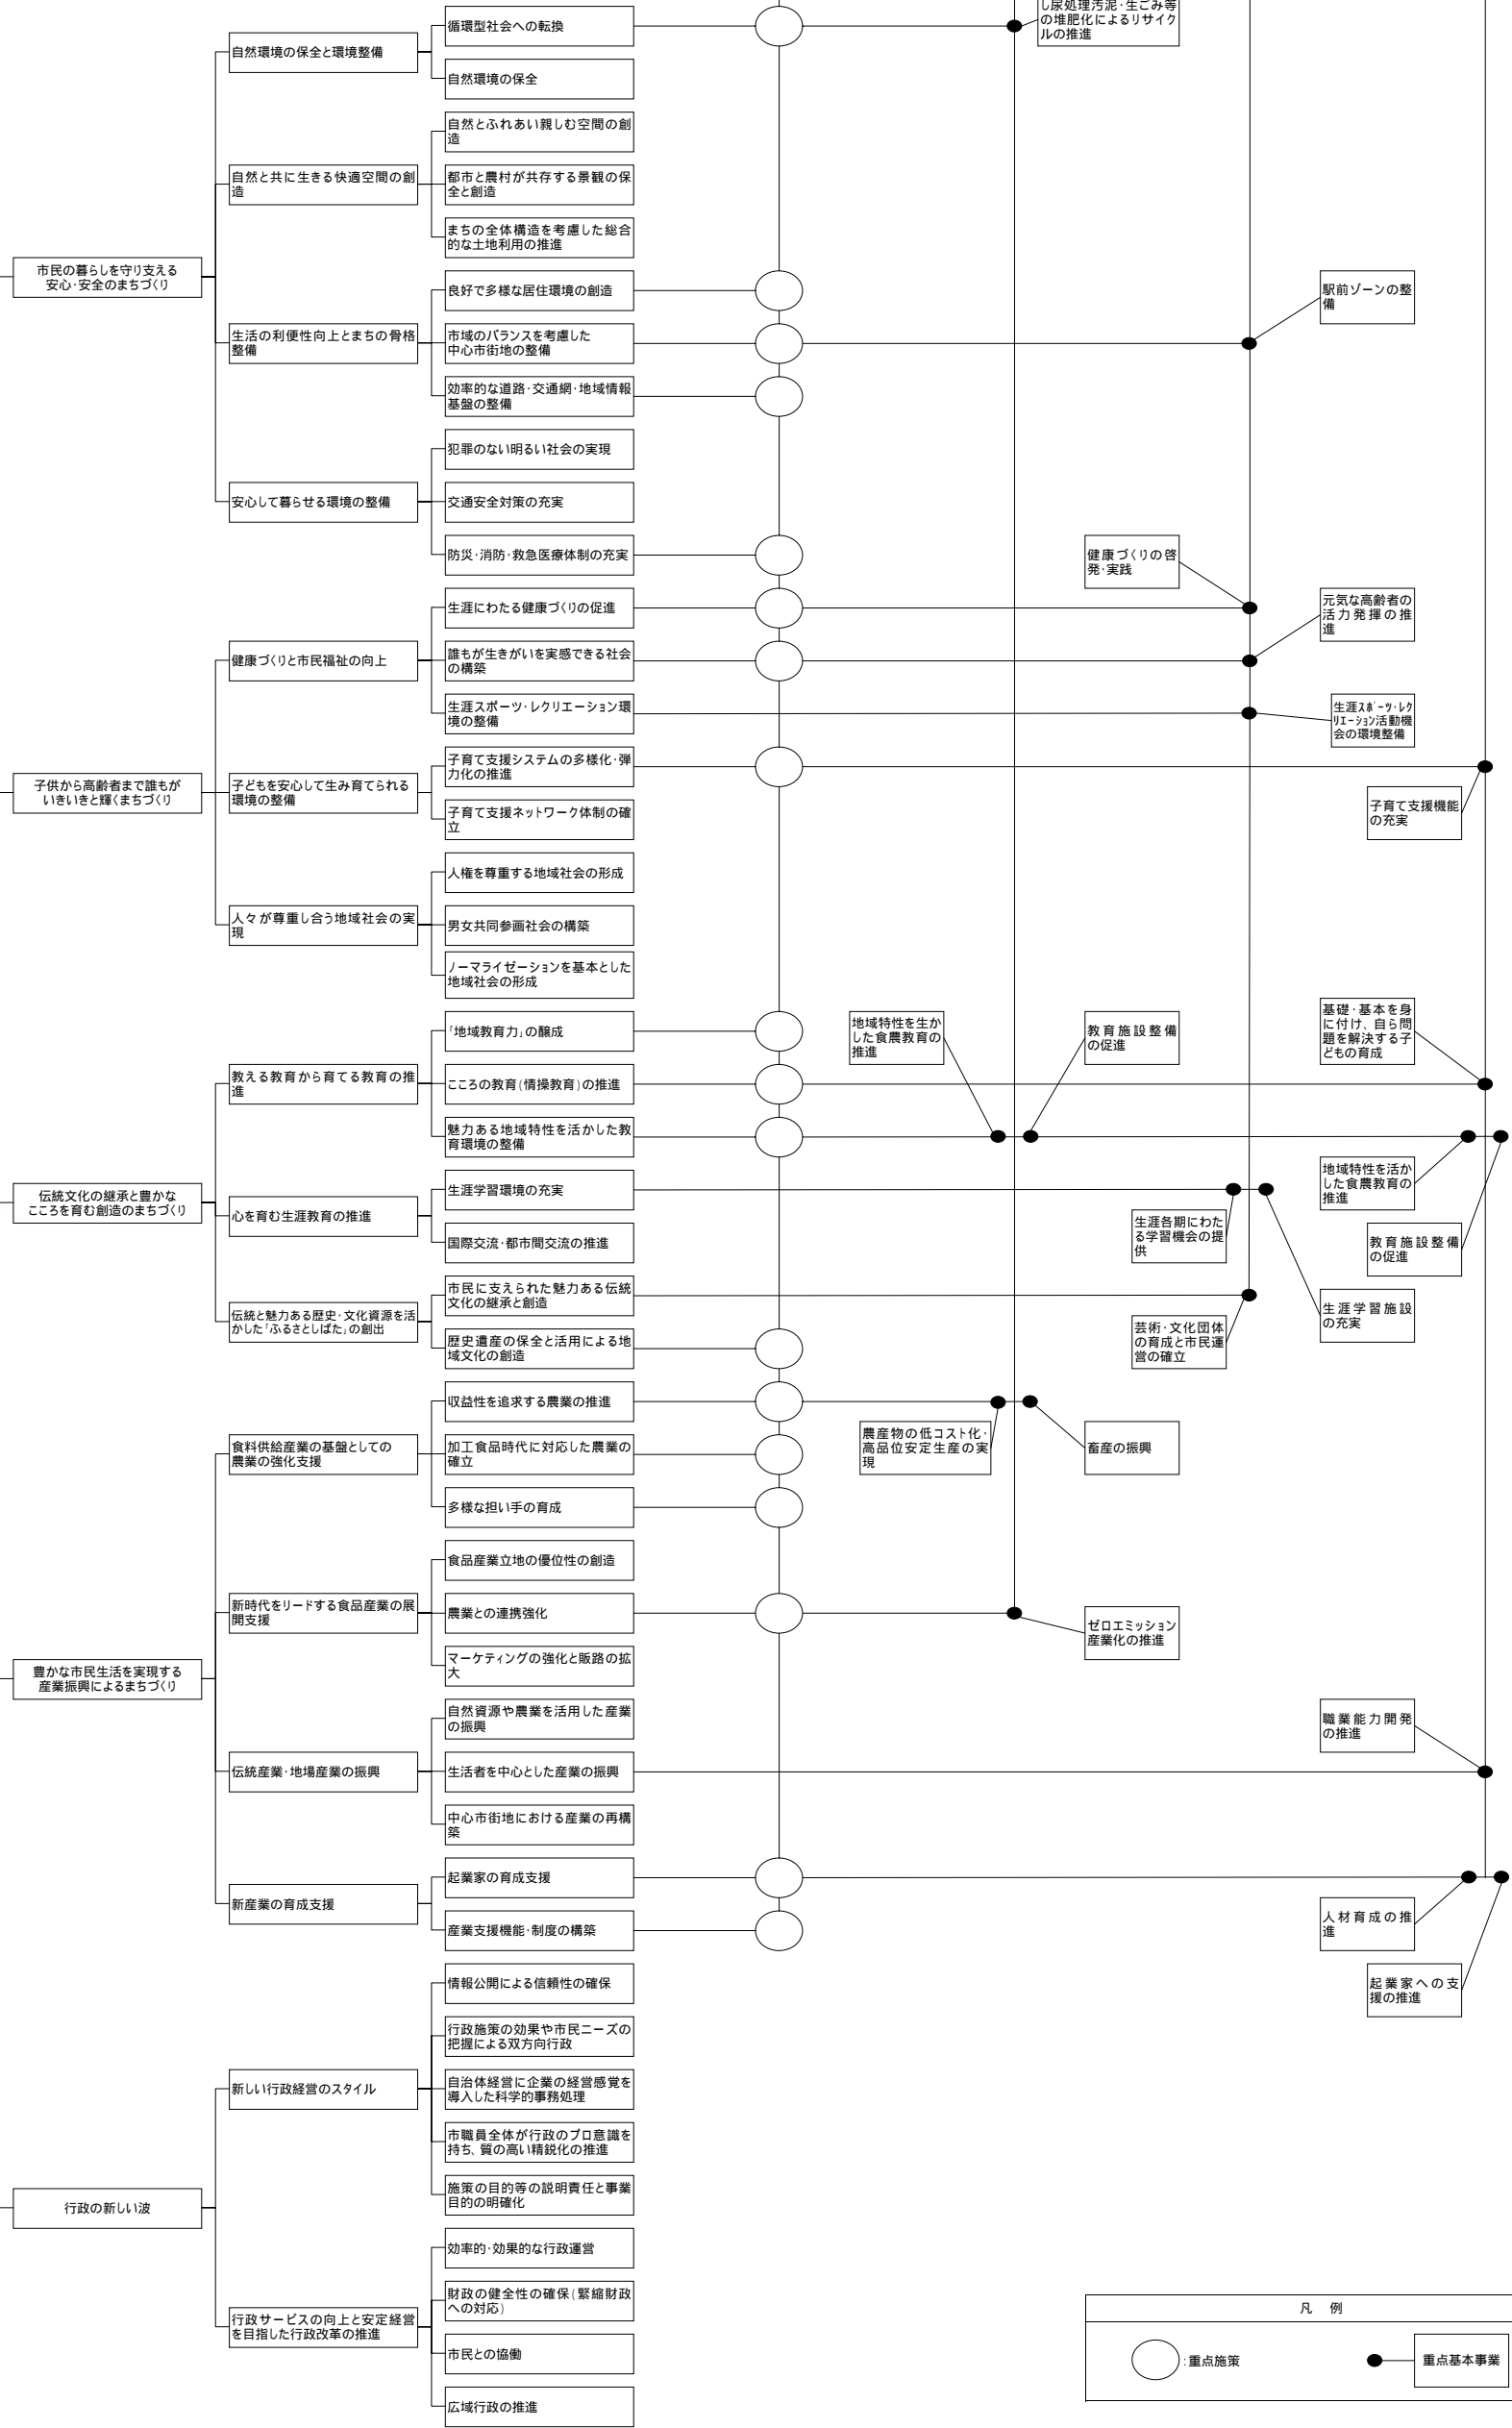 し尿処理汚泥・生ごみ等
の堆肥化によるリサイク
ルの推進
循環型社会への転換
自然環境の保全と環境整備
自然環境の保全
自然とふれあい親しむ空間の創
造
自然と共に生きる快適空間の創
造
都市と農村が共存する景観の保
全と創造
まちの全体構造を考慮した総合
的な土地利用の推進
市民の暮らしを守り支える
安心・安全のまちづくり
良好で多様な居住環境の創造
駅前ゾーンの整
備
生活の利便性向上とまちの骨格
整備
市域のバランスを考慮した
中心市街地の整備
効率的な道路・交通網・地域情報
基盤の整備
犯罪のない明るい社会の実現
安心して暮らせる環境の整備
交通安全対策の充実
防災・消防・救急医療体制の充実
健康づくりの啓
発・実践
生涯にわたる健康づくりの促進
元気な高齢者の
活力発揮の推
進
健康づくりと市民福祉の向上
誰もが生きがいを実感できる社会
の構築
生涯スポーツ・レクリエーション環
境の整備
生涯ｽﾎﾟｰﾂ・ﾚｸ
ﾘｴｰｼｮﾝ活動機
会の環境整備
子供から高齢者まで誰もが
いきいきと輝くまちづくり
子どもを安心して生み育てられる
環境の整備
子育て支援システムの多様化・弾
力化の推進
子育て支援機能
の充実
子育て支援ネットワーク体制の確
立
人権を尊重する地域社会の形成
人々が尊重し合う地域社会の実
現
男女共同参画社会の構築
ノーマライゼーションを基本とした
地域社会の形成
「地域教育力」の醸成
地域特性を生か
した食農教育の
推進
教育施設整備
の促進
基礎・基本を身
に付け、自ら問
題を解決する子
どもの育成
教える教育から育てる教育の推
進
こころの教育(情操教育)の推進
魅力ある地域特性を活かした教
育環境の整備
地域特性を活か
した食農教育の
推進
伝統文化の継承と豊かな
こころを育む創造のまちづくり
心を育む生涯教育の推進
生涯学習環境の充実
生涯各期にわた
る学習機会の提
供
教育施設整備
の促進
国際交流・都市間交流の推進
市民に支えられた魅力ある伝統
文化の継承と創造
生涯学習施設
の充実
伝統と魅力ある歴史・文化資源を活
かした「ふるさとしばた」の創出
芸術・文化団体
の育成と市民運
営の確立
歴史遺産の保全と活用による地
域文化の創造
収益性を追求する農業の推進
農産物の低コスト化・
高品位安定生産の実
現
畜産の振興
食料供給産業の基盤としての
農業の強化支援
加工食品時代に対応した農業の
確立
多様な担い手の育成
食品産業立地の優位性の創造
新時代をリードする食品産業の展
開支援
農業との連携強化
ゼロエミッション
産業化の推進
マーケティングの強化と販路の拡
大
豊かな市民生活を実現する
産業振興によるまちづくり
自然資源や農業を活用した産業
の振興
職業能力開発
の推進
伝統産業・地場産業の振興
生活者を中心とした産業の振興
中心市街地における産業の再構
築
起業家の育成支援
新産業の育成支援
人材育成の推
進
産業支援機能・制度の構築
起業家への支
援の推進
情報公開による信頼性の確保
行政施策の効果や市民ニーズの
把握による双方向行政
新しい行政経営のスタイル
自治体経営に企業の経営感覚を
導入した科学的事務処理
市職員全体が行政のプロ意識を
持ち、質の高い精鋭化の推進
施策の目的等の説明責任と事業
目的の明確化
行政の新しい波
効率的・効果的な行政運営
財政の健全性の確保(緊縮財政
への対応)
行政サービスの向上と安定経営
を目指した行政改革の推進
市民との協働
広域行政の推進
凡　例
:重点施策
重点基本事業